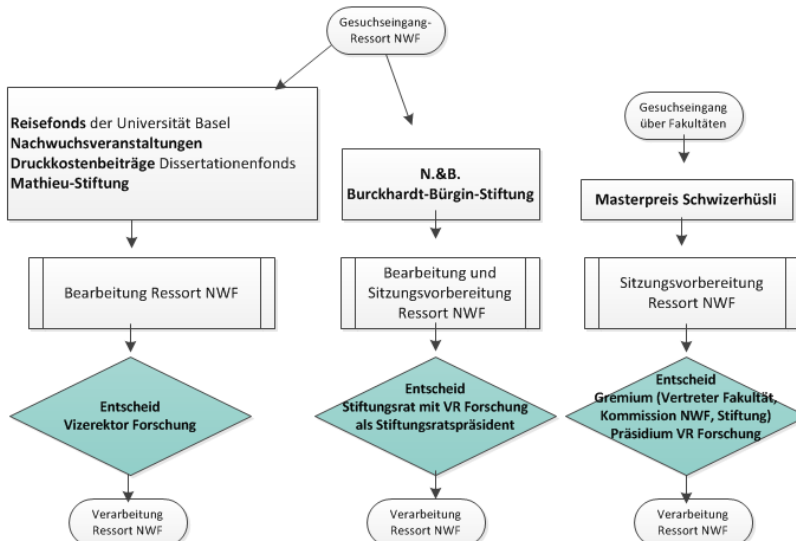 Gesuchseingang-
Ressort NWF
Reisefonds der Universität Basel
Nachwuchsveranstaltungen
Druckkostenbeiträge Dissertationenfonds
Mathieu-Stiftung
Bearbeitung Ressort NWF
Entscheid
Vizerektor Forschung
Verarbeitung
Ressort NWF
N.&B.
Burckhardt-Bürgin-Stiftung
Bearbeitung und
Sitzungsvorbereitung
Ressort NWF
Entscheid
Stiftungsrat mit VR Forschung
als Stiftungsratspräsident
Verarbeitung
Ressort NWF
Gesuchseingang
über Fakultäten
Masterpreis Schwizerhüsli
Sitzungsvorbereitung
Ressort NWF
Entscheid
Gremium (Vertreter Fakultät,
Kommission NWF, Stiftung)
Präsidium VR Forschung
Verarbeitung
Ressort NWF